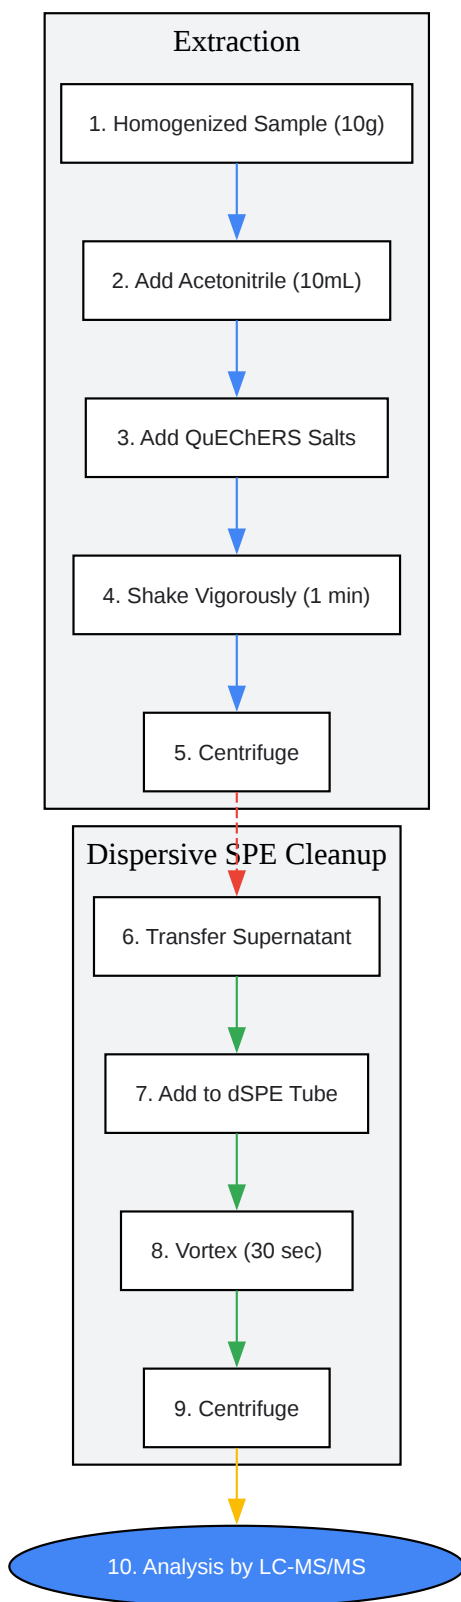 Extraction
1. Homogenized Sample (10g)
2. Add Acetonitrile (10mL)
3. Add QuEChERS Salts
4. Shake Vigorously (1 min)
5. Centrifuge
Dispersive SPE Cleanup
6. Transfer Supernatant
7. Add to dSPE Tube
8. Vortex (30 sec)
9. Centrifuge
10. Analysis by LC-MS/MS